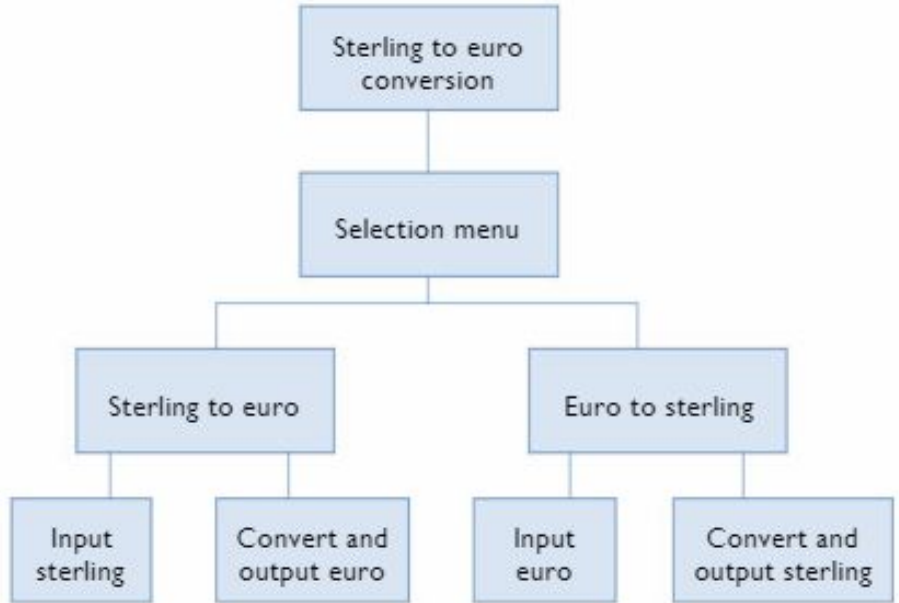 Sterling to euro
conversion
Selection menu
Sterling to euro
Euro to sterling
Input
sterling
Convert and
output euro
Input
euro
Convert and
output sterling